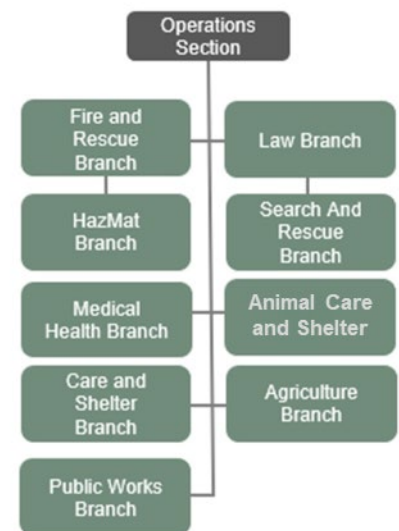 Operations
Section
Fire and
Rescue
Branch
Law Branch
HazMat
Branch
Search And
Rescue
Branch
Medical
Health Branch
Animal Care
and Shelter
Care and
Shelter
Branch
Agriculture
Branch
Public Works
Branch